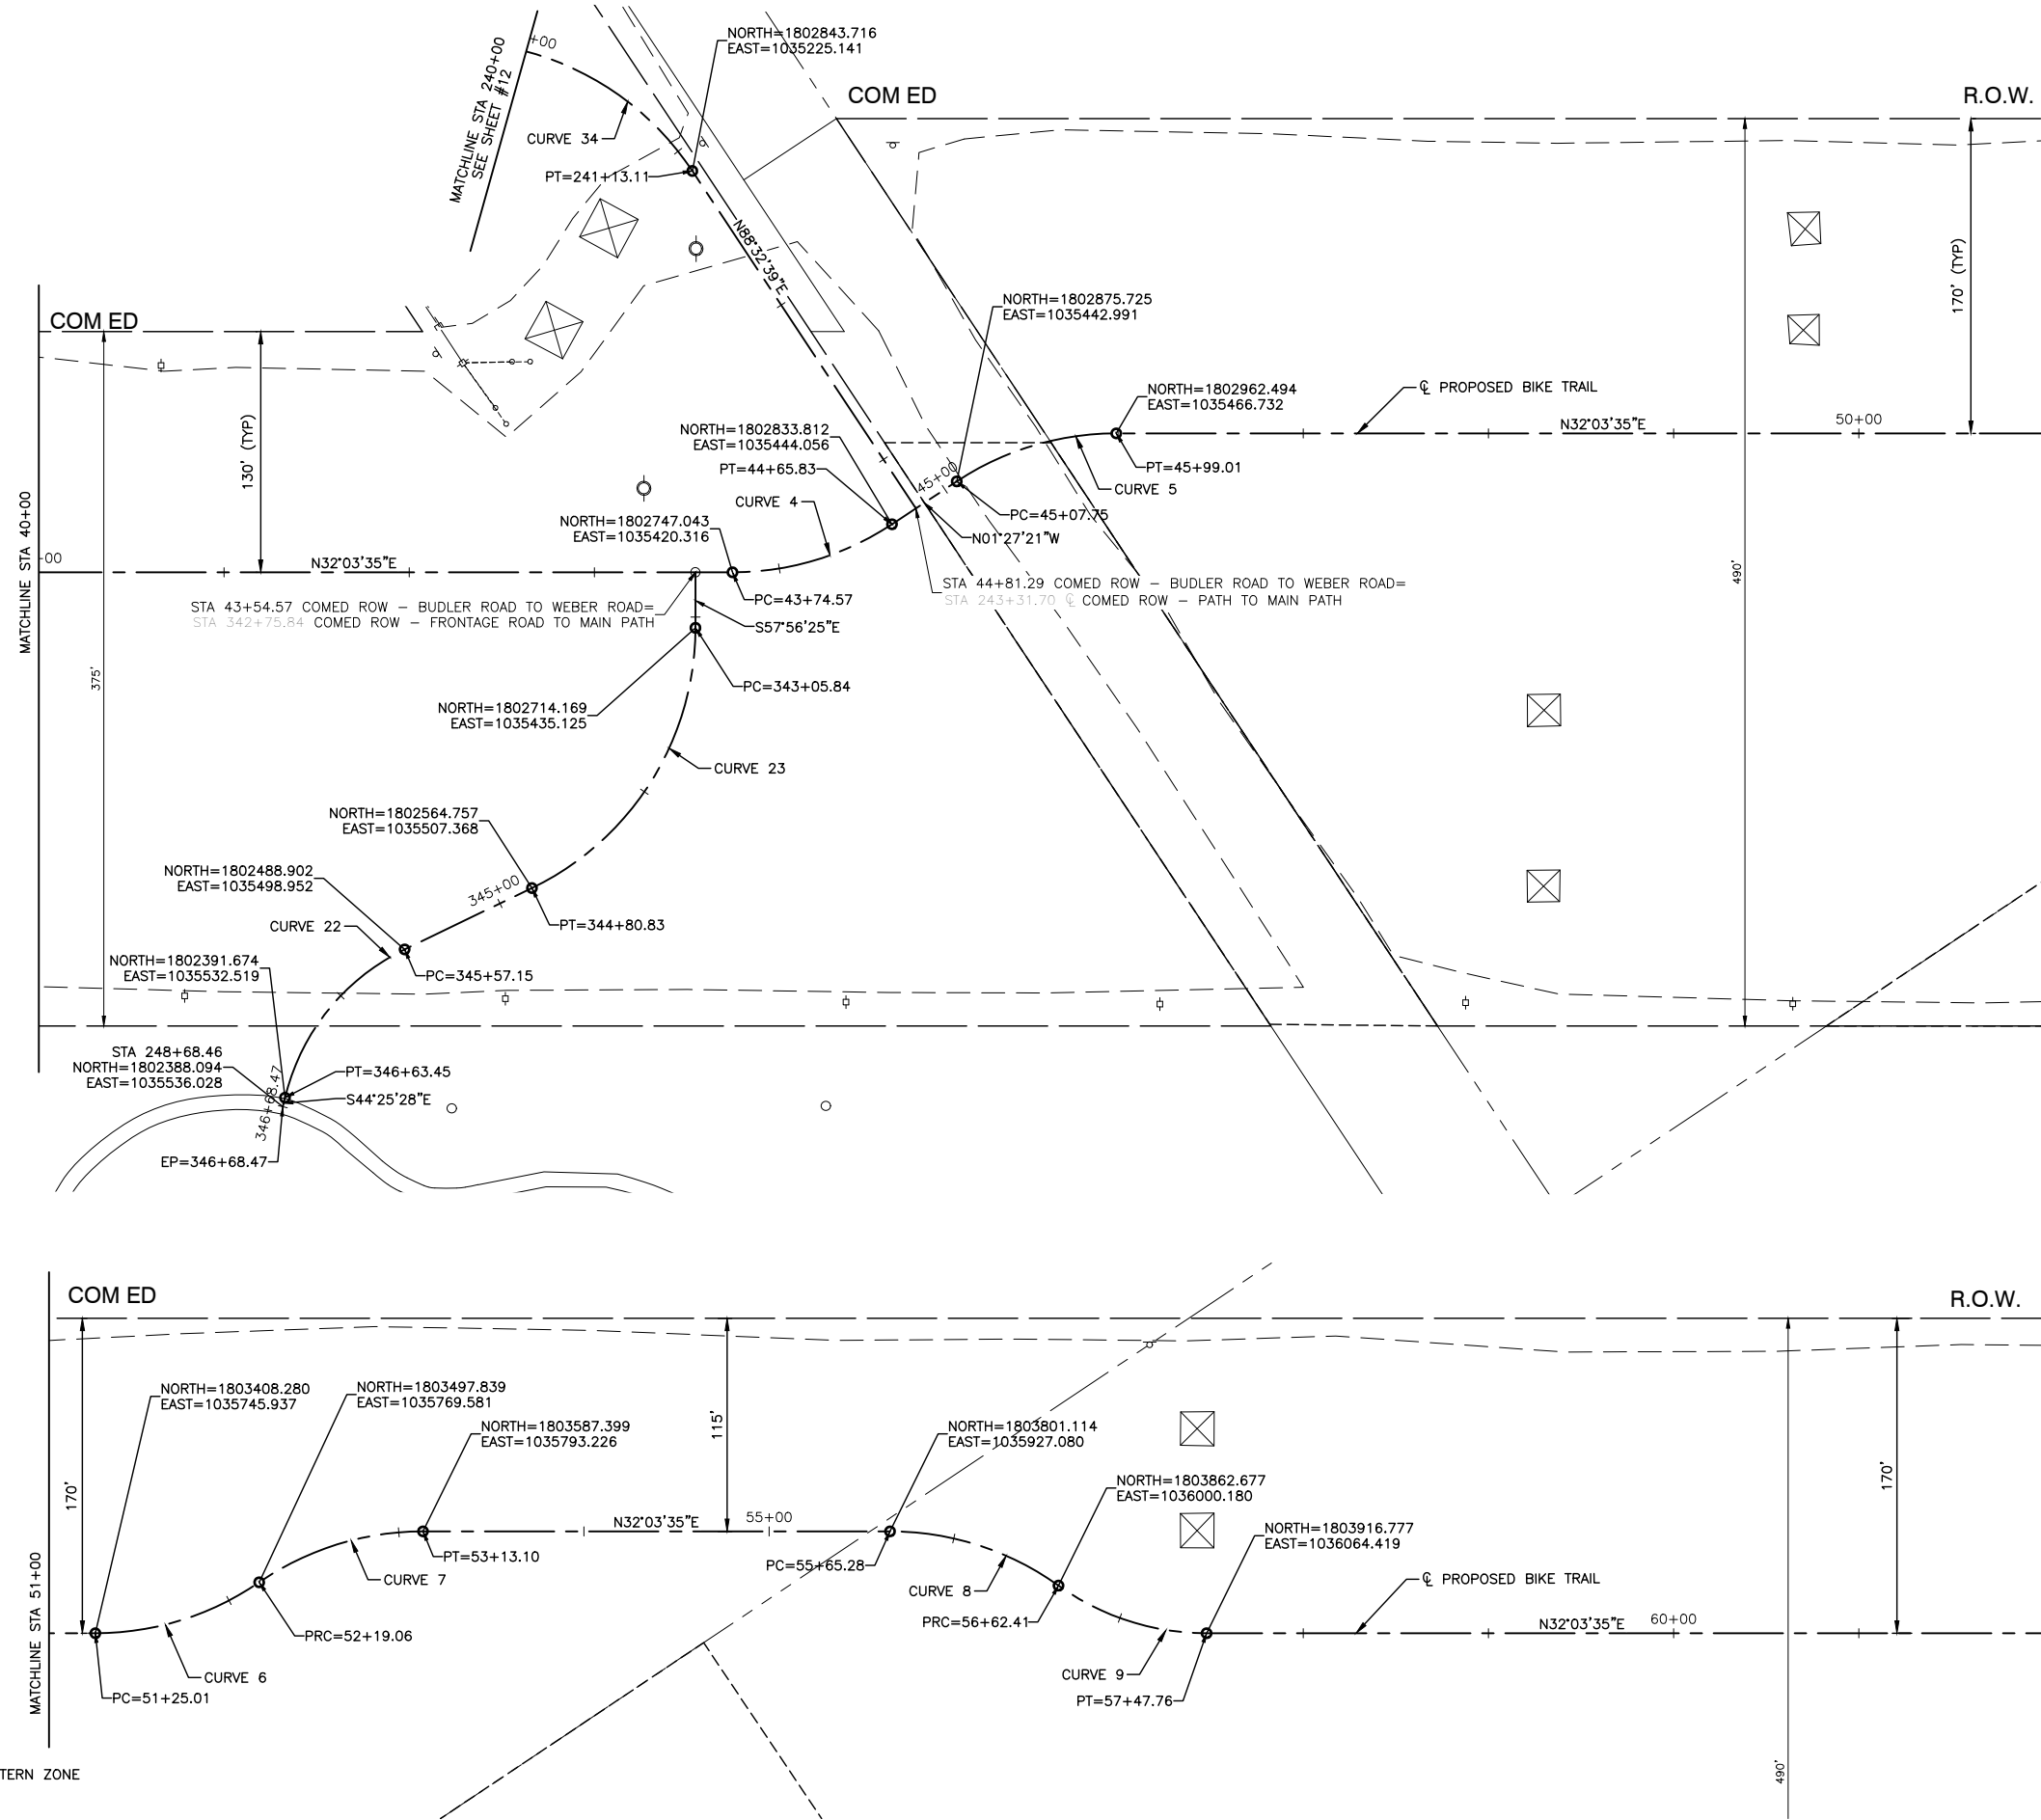 NORTH=1802843.716
EAST=1035225.141
+00
MATCHLINE STA 240+00
SEE SHEET #12
CURVE 34
PT=241+13.11
COM ED
R.O.W.
N88°32'39"E
170' (TYP)
COM ED
NORTH=1802875.725
EAST=1035442.991
NORTH=1802962.494
EAST=1035466.732
℄ PROPOSED BIKE TRAIL
N32°03'35"E
50+00
130' (TYP)
NORTH=1802833.812
EAST=1035444.056
PT=44+65.83
45+00
PT=45+99.01
CURVE 5
CURVE 4
PC=45+07.75
NORTH=1802747.043
EAST=1035420.316
N01°27'21"W
MATCHLINE STA 40+00
00
N32°03'35"E
490'
STA 44+81.29 COMED ROW – BUDLER ROAD TO WEBER ROAD=
STA 243+31.70 ℄ COMED ROW – PATH TO MAIN PATH
STA 43+54.57 COMED ROW – BUDLER ROAD TO WEBER ROAD=
STA 342+75.84 COMED ROW – FRONTAGE ROAD TO MAIN PATH
PC=43+74.57
S57°56'25"E
375'
PC=343+05.84
NORTH=1802714.169
EAST=1035435.125
CURVE 23
NORTH=1802564.757
EAST=1035507.368
NORTH=1802488.902
EAST=1035498.952
345+00
PT=344+80.83
CURVE 22
NORTH=1802391.674
EAST=1035532.519
PC=345+57.15
STA 248+68.46
NORTH=1802388.094
EAST=1035536.028
PT=346+63.45
S44°25'28"E
346+68.47
EP=346+68.47
COM ED
R.O.W.
NORTH=1803408.280
EAST=1035745.937
NORTH=1803497.839
EAST=1035769.581
NORTH=1803587.399
EAST=1035793.226
115'
NORTH=1803801.114
EAST=1035927.080
170'
170'
NORTH=1803862.677
EAST=1036000.180
N32°03'35"E
55+00
NORTH=1803916.777
EAST=1036064.419
PT=53+13.10
PC=55+65.28
CURVE 7
CURVE 8
℄ PROPOSED BIKE TRAIL
MATCHLINE STA 51+00
PRC=52+19.06
PRC=56+62.41
N32°03'35"E
60+00
CURVE 6
CURVE 9
PC=51+25.01
PT=57+47.76
TERN ZONE
490'